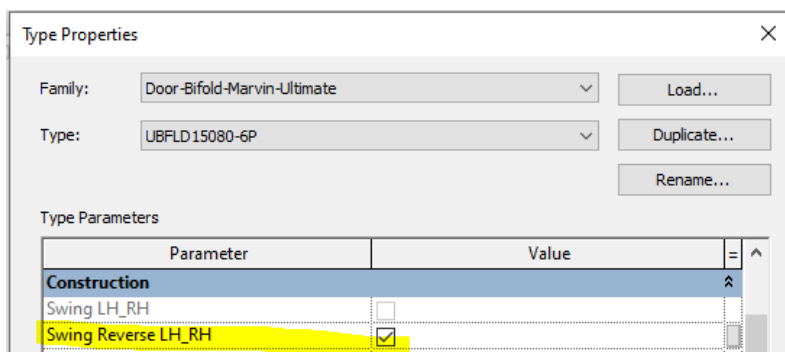 Type Properties
Family: Door-Bifold-Marvin-Ultimate Load...
Type: UBFLD15080-6P Duplicate...
Rename...
Type Parameters
Parameter Value =
Construction
Swing LH_RH
Swing Reverse LH_RH